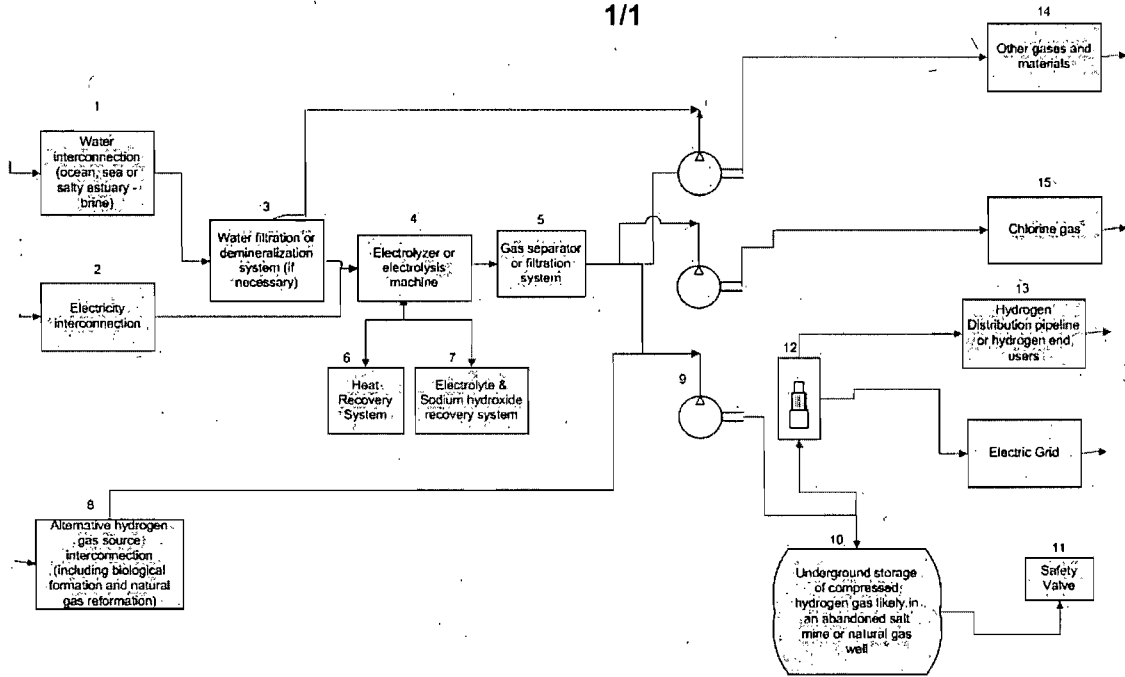 1/1
14
Other gases and
materials
1
Water
interconnection
(ocean, sea or
salty estuary -
brine)
3
Water filtration or
demineralization
system (if
necessary)
4
Electrolyzer or
electrolysis
machine
5
Gas separator
or filtration
system
15
Chlorine gas
2
Electricity
interconnection
13
Hydrogen
Distribution pipeline
or hydrogen end
users
12
6
Heat
Recovery
System
7
Electrolyte &
Sodium hydroxide
recovery system
9
Electric Grid
8
Alternative hydrogen
gas source
interconnection
(including biological
formation and natural
gas reformation)
10
Underground storage
of compressed
hydrogen gas likely in
an abandoned salt
mine or natural gas
well
11
Safety
Valve